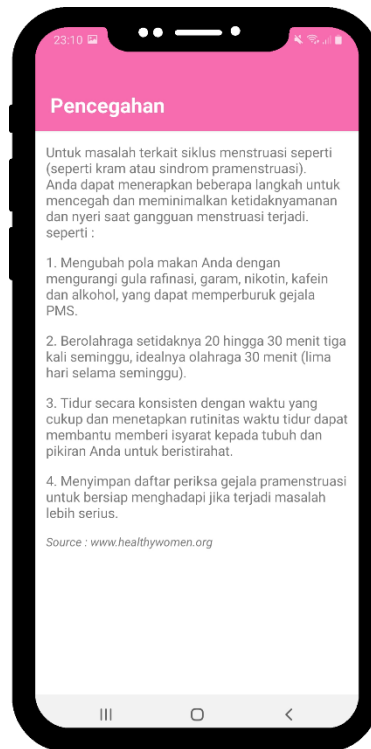 23:10
Pencegahan
Untuk masalah terkait siklus menstruasi seperti
(seperti kram atau sindrom pramenstruasi).
Anda dapat menerapkan beberapa langkah untuk
mencegah dan meminimalkan ketidaknyamanan
dan nyeri saat gangguan menstruasi terjadi.
seperti :
1. Mengubah pola makan Anda dengan
mengurangi gula rafinasi, garam, nikotin, kafein
dan alkohol, yang dapat memperburuk gejala
PMS.
2. Berolahraga setidaknya 20 hingga 30 menit tiga
kali seminggu, idealnya olahraga 30 menit (lima
hari selama seminggu).
3. Tidur secara konsisten dengan waktu yang
cukup dan menetapkan rutinitas waktu tidur dapat
membantu memberi isyarat kepada tubuh dan
pikiran Anda untuk beristirahat.
4. Menyimpan daftar periksa gejala pramenstruasi
untuk bersiap menghadapi jika terjadi masalah
lebih serius.
Source : www.healthywomen.org